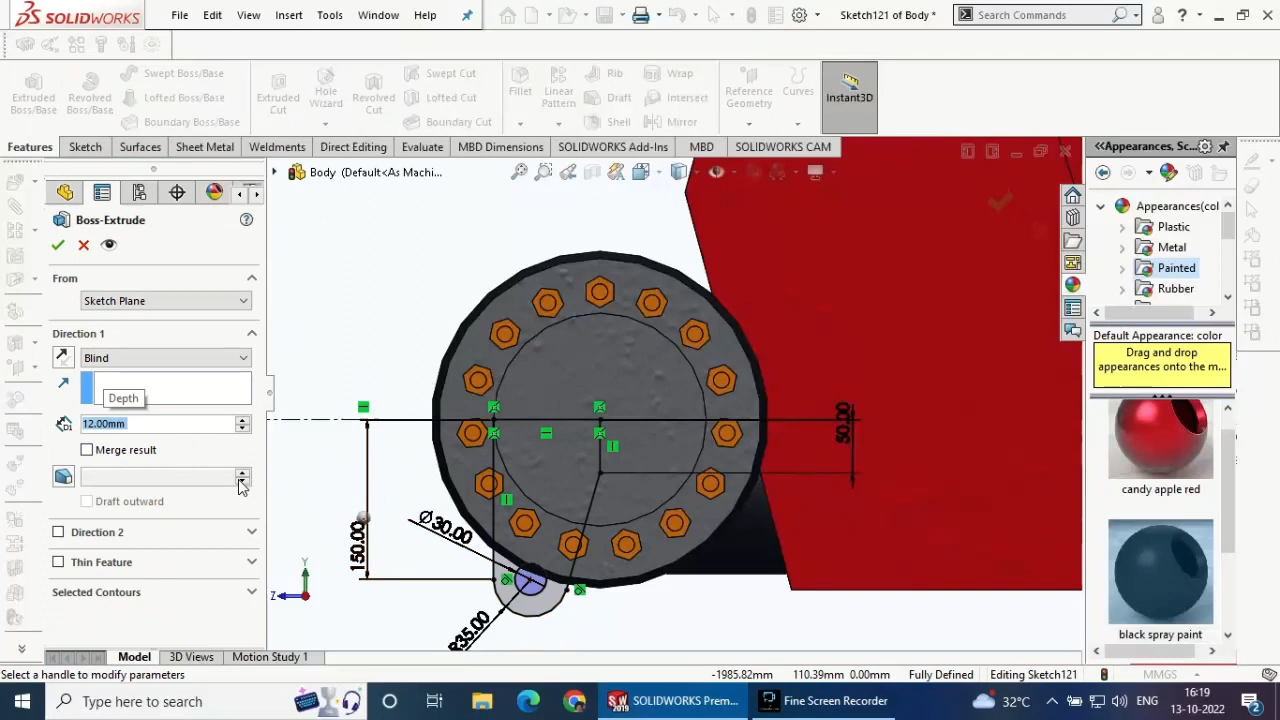 SOLIDWORKS
File Edit View Insert Tools Window Help
Sketch121 of Body *
Search Commands
Extruded Boss/Base
Revolved Boss/Base
Swept Boss/Base
Lofted Boss/Base
Boundary Boss/Base
Extruded Cut
Hole Wizard
Revolved Cut
Swept Cut
Lofted Cut
Boundary Cut
Fillet
Linear Pattern
Rib
Draft
Shell
Wrap
Intersect
Mirror
Reference Geometry
Curves
Instant3D
Features Sketch Surfaces Sheet Metal Weldments Direct Editing Evaluate MBD Dimensions SOLIDWORKS Add-Ins MBD SOLIDWORKS CAM
Body (Default<As Machi...
Boss-Extrude
From
Sketch Plane
Direction 1
Blind
Depth
12.00mm
Merge result
Draft outward
Direction 2
Thin Feature
Selected Contours
50.00
150.00
Ø30.00
R35.00
Y
Z
<<Appearances, Sc...
Appearances(col
Plastic
Metal
Painted
Rubber
Default Appearance: color
Drag and drop
appearances onto the m...
candy apple red
black spray paint
Model 3D Views Motion Study 1
Select a handle to modify parameters
-1985.82mm 110.39mm 0.00mm Fully Defined Editing Sketch121 MMGS
Type here to search
SW 2019
SOLIDWORKS Prem...
Fine Screen Recorder
32°C
ENG
16:19
13-10-2022
2